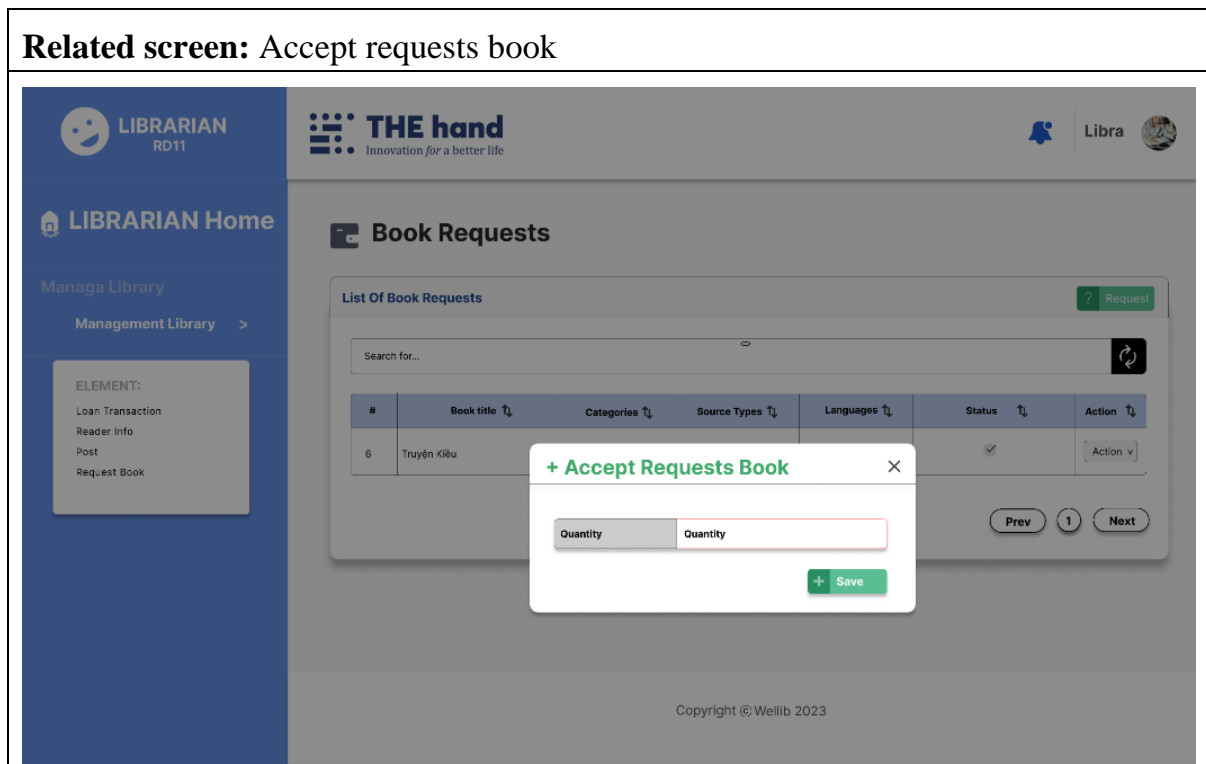 Related screen: Accept requests book
LIBRARIAN
RD11
THE hand
Innovation for a better life
Libra
LIBRARIAN Home
Book Requests
Managa Library
Management Library >
List Of Book Requests
? Request
Search for...
ELEMENT:
Loan Transaction
Reader Info
Post
Request Book
# Book title Categories Source Types Languages Status Action
6 Truyện Kiều Action v
+ Accept Requests Book
Quantity Quantity
+ Save
Prev 1 Next
Copyright © Wellib 2023